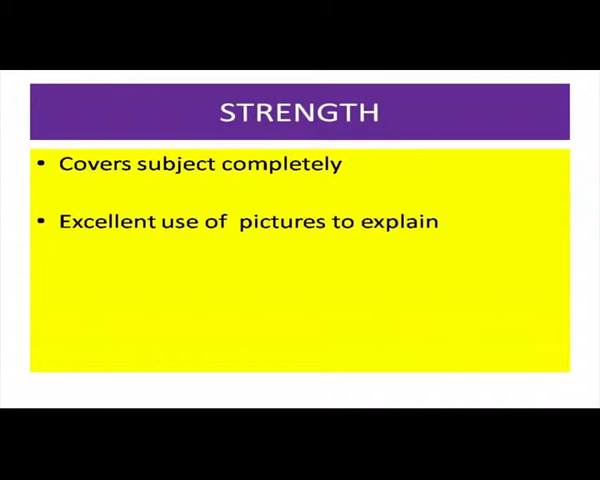 STRENGTH
• Covers subject completely
• Excellent use of pictures to explain